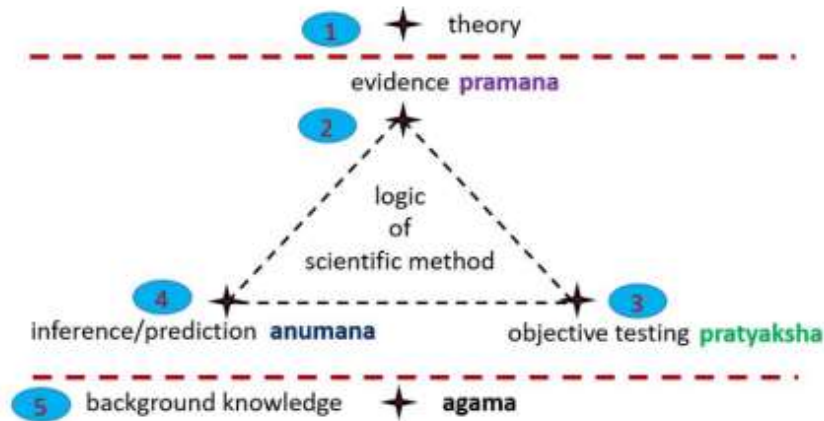 1 theory
evidence pramana
2
logic
of
scientific method
4 3
inference/prediction anumana objective testing pratyaksha
5 background knowledge agama